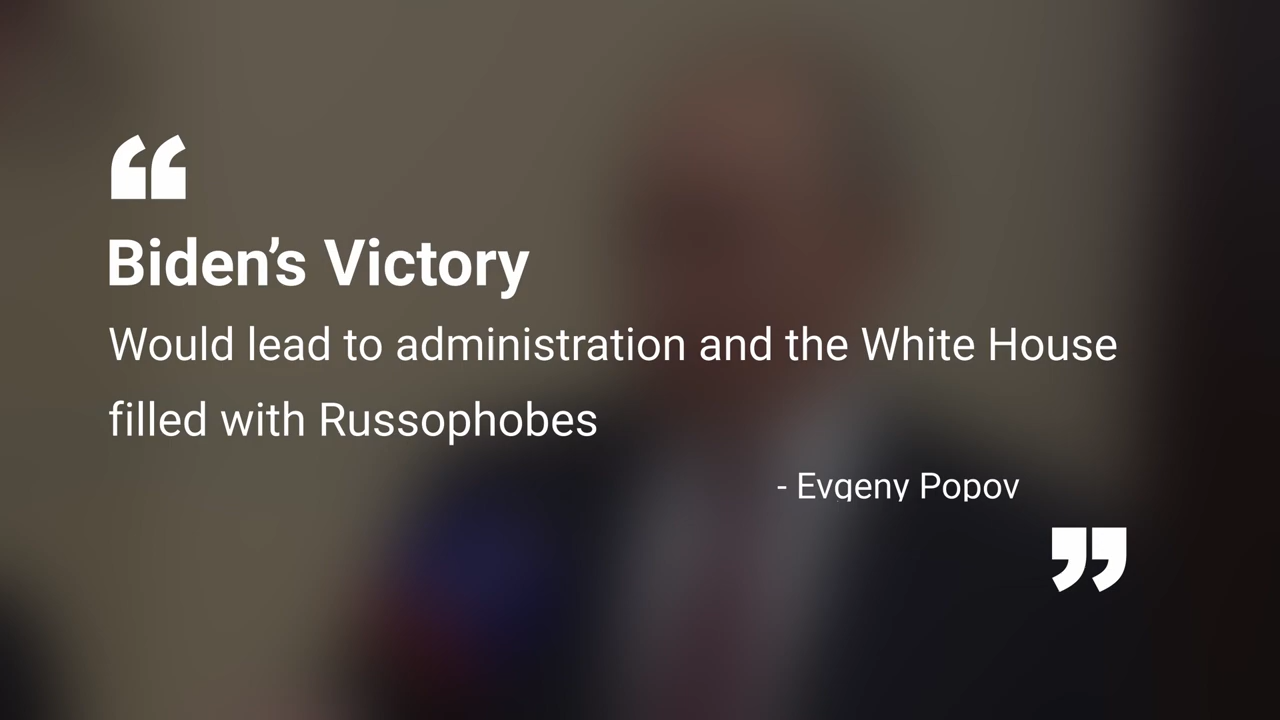 “
Biden’s Victory
Would lead to administration and the White House
filled with Russophobes
- Evgeny Popov
”